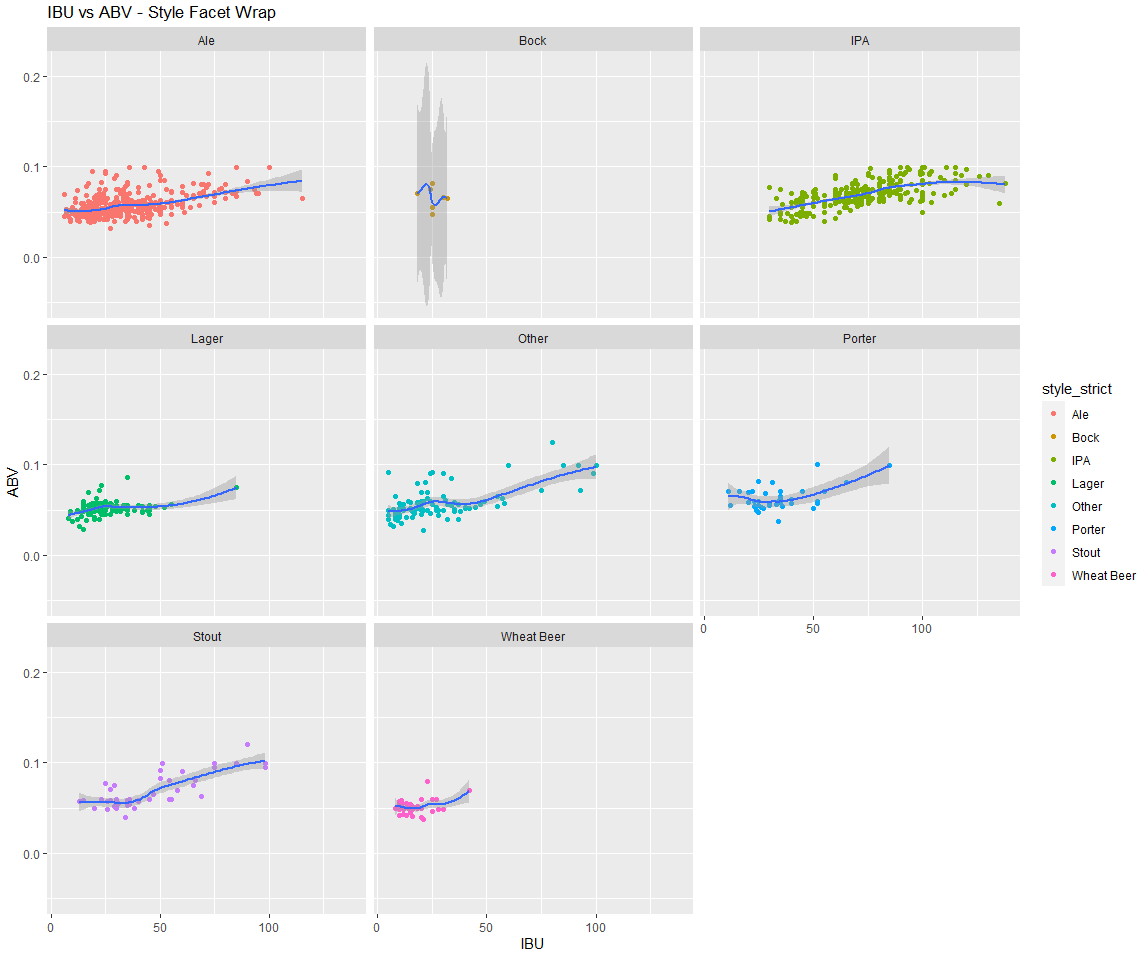 IBU vs ABV - Style Facet Wrap
Ale
Bock
IPA
0.2
0.1
0.0
Lager
Other
Porter
0.2
0.1
0.0
0 50 100
Stout
Wheat Beer
0.2
0.1
0.0
0 50 100
0 50 100
ABV
IBU
style_strict
Ale
Bock
IPA
Lager
Other
Porter
Stout
Wheat Beer